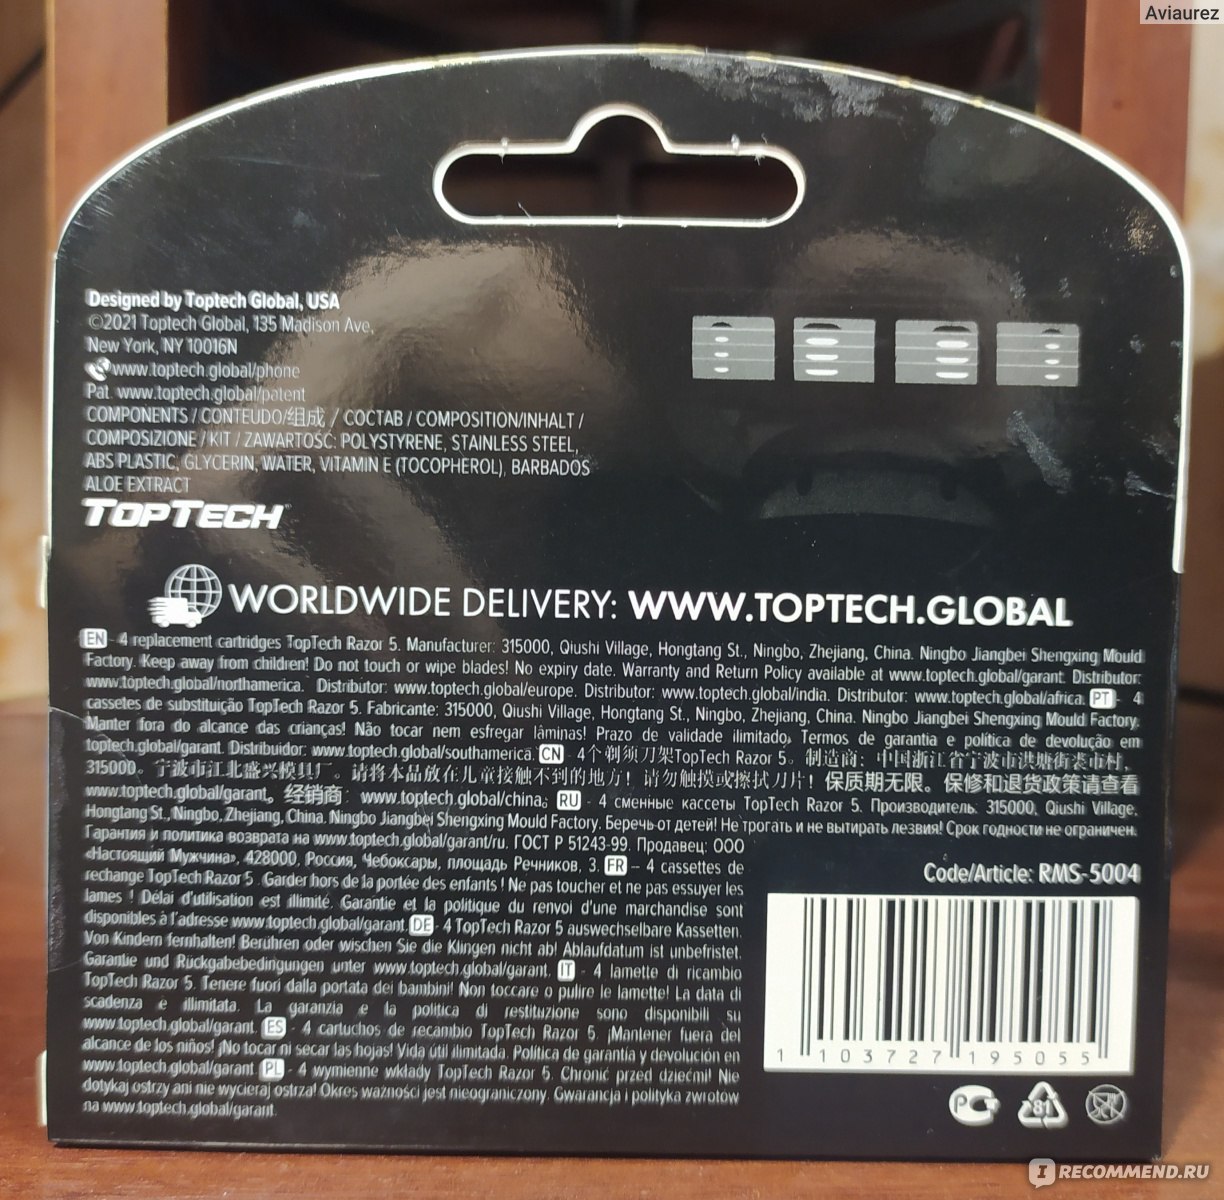 Aviaurez
Designed by Toptech Global, USA
©2021 Toptech Global, 135 Madison Ave,
New York, NY 10016N
www.toptech.global/phone
Pat. www.toptech.global/patent
COMPONENTS / CONTEUDO/组成 / СОСТАВ / COMPOSITION/INHALT /
COMPOSIZIONE / KIT / ZAWARTOŚĆ: POLYSTYRENE, STAINLESS STEEL,
ABS PLASTIC, GLYCERIN, WATER, VITAMIN E (TOCOPHEROL), BARBADOS
ALOE EXTRACT
TOPTECH
WORLDWIDE DELIVERY: WWW.TOPTECH.GLOBAL
EN - 4 replacement cartridges TopTech Razor 5. Manufacturer: 315000, Qiushi Village, Hongtang St., Ningbo, Zhejiang, China. Ningbo Jiangbei Shengxing Mould
Factory. Keep away from children! Do not touch or wipe blades! No expiry date. Warranty and Return Policy available at www.toptech.global/garant. Distributor:
www.toptech.global/northamerica. Distributor: www.toptech.global/europe. Distributor: www.toptech.global/india. Distributor: www.toptech.global/africa. PT - 4
cassetes de substituição TopTech Razor 5. Fabricante: 315000, Qiushi Village, Hongtang St., Ningbo, Zhejiang, China. Ningbo Jiangbei Shengxing Mould Factory.
Manter fora do alcance das crianças! Não tocar nem esfregar lâminas! Prazo de validade ilimitado. Termos de garantia e política de devolução em
toptech.global/garant. Distribuidor: www.toptech.global/southamerica. CN - 4个剃须刀架TopTech Razor 5。制造商：中国浙江省宁波市洪塘街裘市村，
315000。宁波市江北盛兴模具厂。请将本品放在儿童接触不到的地方！请勿触摸或擦拭刀片！保质期无限。保修和退货政策请查看
www.toptech.global/garant。经销商：www.toptech.global/china。RU - 4 сменные кассеты TopTech Razor 5. Производитель: 315000, Qiushi Village,
Hongtang St., Ningbo, Zhejiang, China. Ningbo Jiangbei Shengxing Mould Factory. Беречь от детей! Не трогать и не вытирать лезвия! Срок годности не ограничен.
Гарантия и политика возврата на www.toptech.global/garant/ru. ГОСТ Р 51243-99. Продавец: ООО
«Настоящий Мужчина», 428000, Россия, Чебоксары, площадь Речников, 3. FR - 4 cassettes de
rechange TopTech Razor 5. Garder hors de la portée des enfants ! Ne pas toucher et ne pas essuyer les
lames ! Délai d'utilisation est illimité. Garantie et la politique du renvoi d'une marchandise sont
disponibles à l'adresse www.toptech.global/garant. DE - 4 TopTech Razor 5 auswechselbare Kassetten.
Von Kindern fernhalten! Berühren oder wischen Sie die Klingen nicht ab! Ablaufdatum ist unbefristet.
Garantie und Rückgabebedingungen unter www.toptech.global/garant. IT - 4 lamette di ricambio
TopTech Razor 5. Tenere fuori dalla portata dei bambini! Non toccare o pulire le lamette! La data di
scadenza è illimitata. La garanzia e la politica di restituzione sono disponibili su
www.toptech.global/garant. ES - 4 cartuchos de recambio TopTech Razor 5. ¡Mantener fuera del
alcance de los niños! ¡No tocar ni secar las hojas! Vida útil ilimitada. Política de garantía y devolución en
www.toptech.global/garant. PL - 4 wymienne wkłady TopTech Razor 5. Chronić przed dziećmi! Nie
dotykaj ostrzy ani nie wycieraj ostrza! Okres ważności jest nieograniczony. Gwarancja i polityka zwrotów
na www.toptech.global/garant.
Code/Article: RMS-5004
1 103727 195055
81
IRECOMMEND.RU